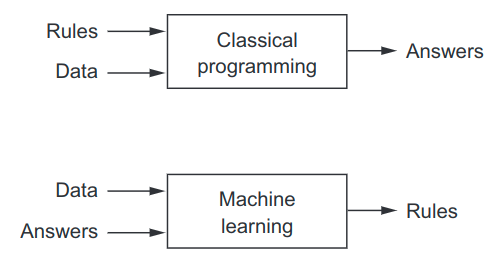 Rules
Data
Classical
programming
Answers
Data
Answers
Machine
learning
Rules